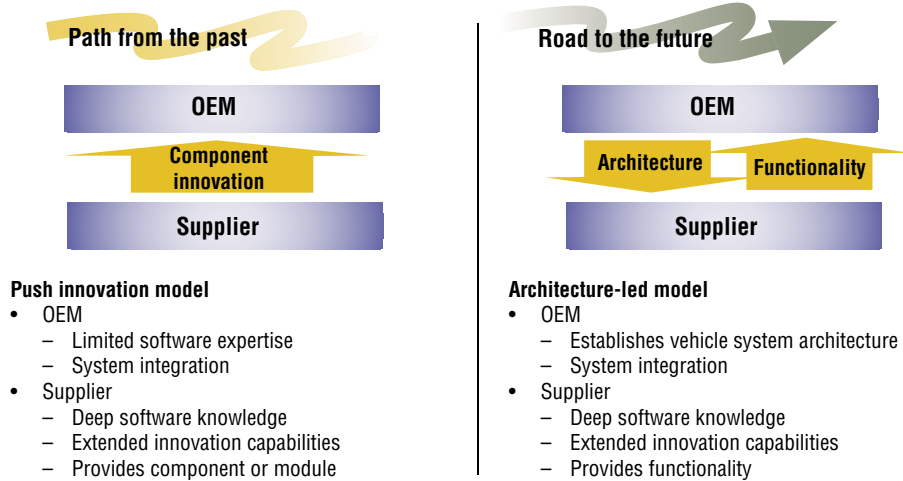 Path from the past
OEM
Component
innovation
Supplier
Push innovation model
• OEM
– Limited software expertise
– System integration
• Supplier
– Deep software knowledge
– Extended innovation capabilities
– Provides component or module
Road to the future
OEM
Architecture
Functionality
Supplier
Architecture-led model
• OEM
– Establishes vehicle system architecture
– System integration
• Supplier
– Deep software knowledge
– Extended innovation capabilities
– Provides functionality